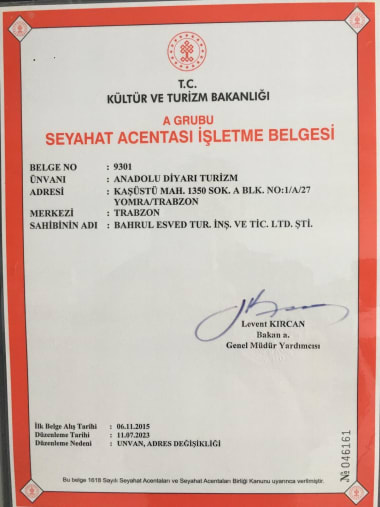 T.C.
KÜLTÜR VE TURİZM BAKANLIĞI
A GRUBU
SEYAHAT ACENTASI İŞLETME BELGESİ
BELGE NO : 9301
ÜNVANI : ANADOLU DİYARI TURİZM
ADRESİ : KAŞÜSTÜ MAH. 1350 SOK. A BLK. NO:1/A/27
YOMRA/TRABZON
MERKEZİ : TRABZON
SAHİBİNİN ADI : BAHRUL ESVED TUR. İNŞ. VE TİC. LTD. ŞTİ.
Levent KIRCAN
Bakan a.
Genel Müdür Yardımcısı
İlk Belge Alış Tarihi : 06.11.2015
Düzenleme Tarihi : 11.07.2023
Düzenleme Nedeni : UNVAN, ADRES DEĞİŞİKLİĞİ
№ 046161
Bu belge 1618 Sayılı Seyahat Acentaları ve Seyahat Acentaları Birliği Kanunu uyarınca verilmiştir.